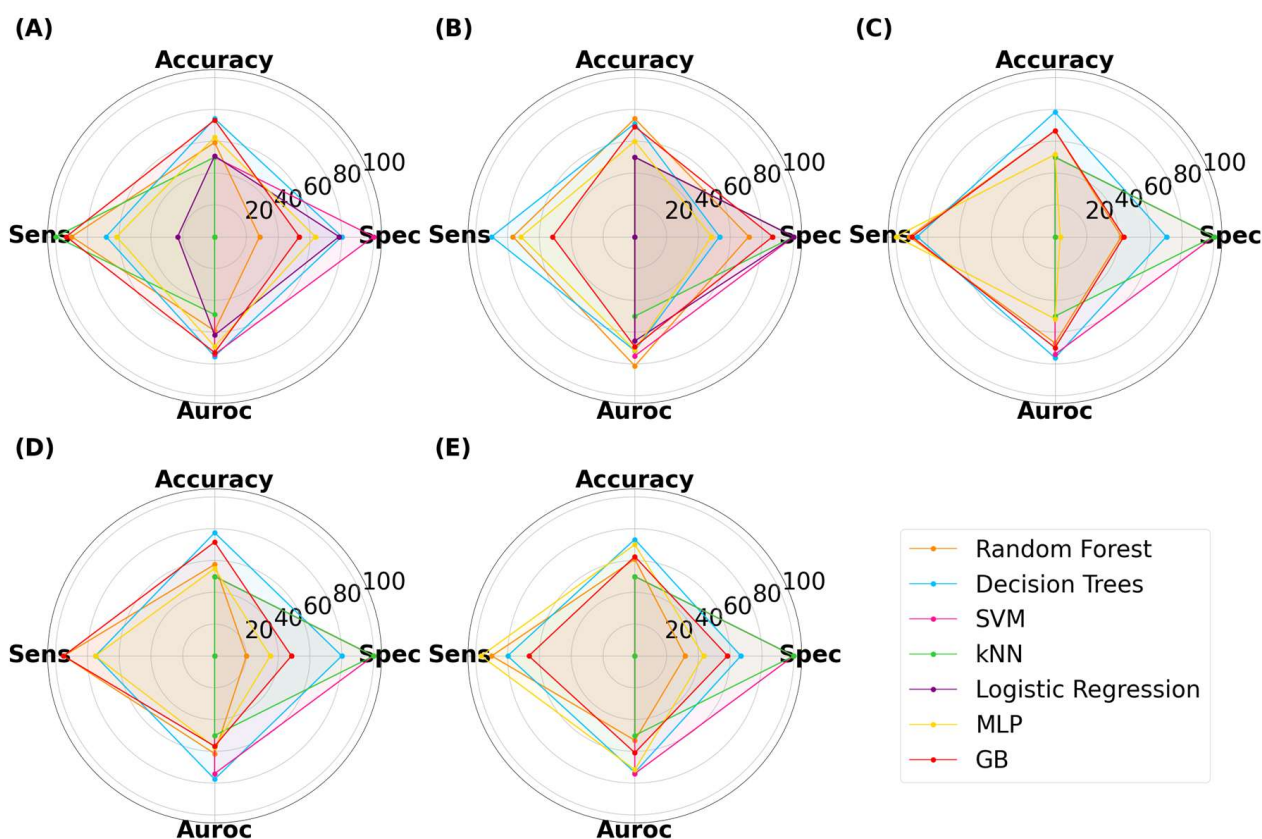 (A)
Accuracy
100
80
60
40
20
Sens
Spec
Auroc
(B)
Accuracy
100
80
60
40
20
Sens
Spec
Auroc
(C)
Accuracy
100
80
60
40
20
Sens
Spec
Auroc
(D)
Accuracy
100
80
60
40
20
Sens
Spec
Auroc
(E)
Accuracy
100
80
60
40
20
Sens
Spec
Auroc
Random Forest
Decision Trees
SVM
kNN
Logistic Regression
MLP
GB